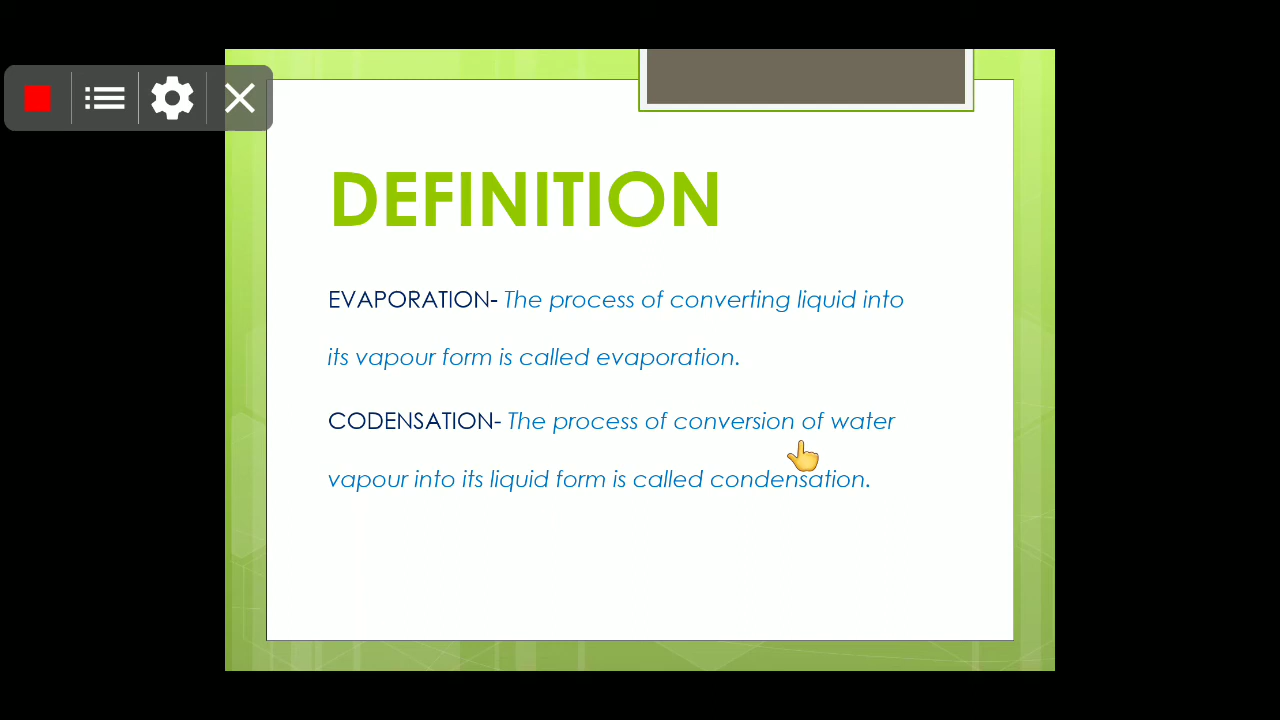 DEFINITION
EVAPORATION- The process of converting liquid into
its vapour form is called evaporation.
CODENSATION- The process of conversion of water
vapour into its liquid form is called condensation.